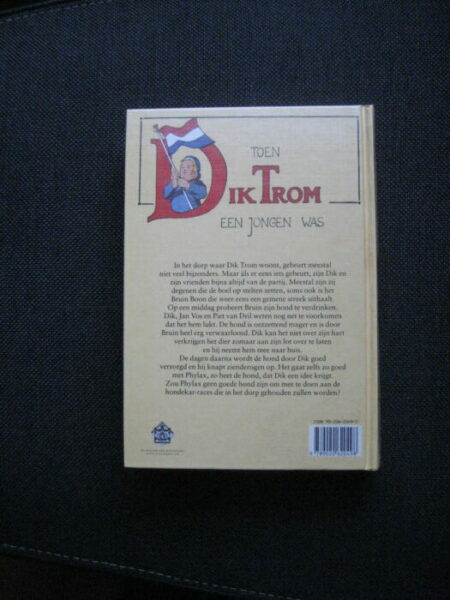 TOEN
DIK TROM
EEN JONGEN WAS
In het dorp waar Dik Trom woont, gebeurt meestal
niet veel bijzonders. Maar áls er eens iets gebeurt, zijn Dik en
zijn vrienden bijna altijd van de partij. Meestal zijn zij
degenen die de boel op stelten zetten, soms ook is het
Bruin Boon die weer eens een gemene streek uithaalt.
Op een middag probeert Bruin zijn hond te verdrinken.
Dik, Jan Vos en Piet van Dril weten nog net te voorkomen
dat het hem lukt. De hond is ontzettend mager en is door
Bruin heel erg verwaarloosd. Dik kan het niet over zijn hart
verkrijgen het dier zomaar aan zijn lot over te laten
en hij neemt hem mee naar huis.
De dagen daarna wordt de hond door Dik goed
verzorgd en hij knapt zienderogen op. Het gaat zelfs zo goed
met Phylax, zo heet de hond, dat Dik een idee krijgt.
Zou Phylax geen goede hond zijn om mee te doen aan de
hondekar-races die in het dorp gehouden zullen worden?
ISBN